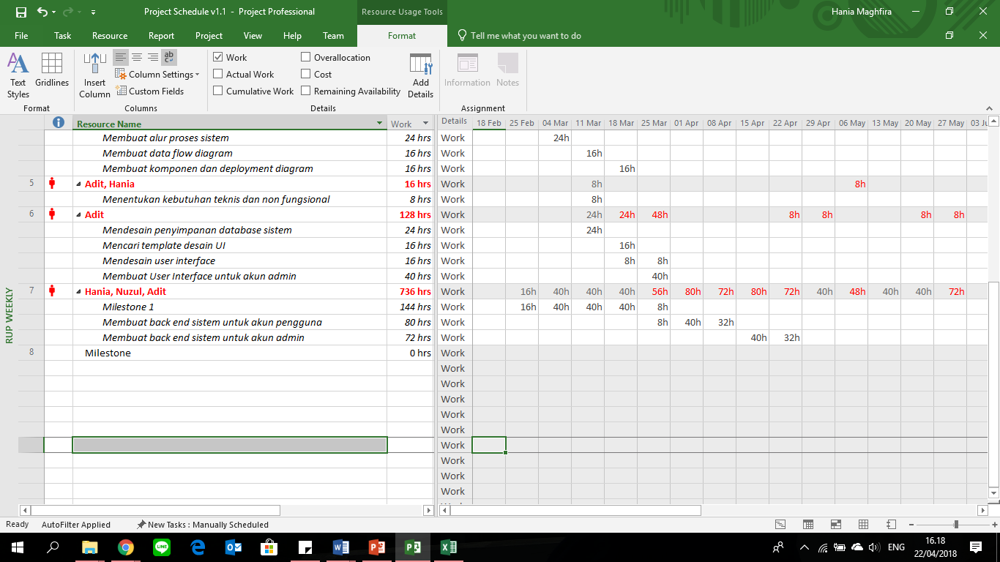 Project Schedule v1.1 - Project Professional
Resource Usage Tools
Hania Maghfira
File Task Resource Report Project View Help Team Format Tell me what you want to do
Text Styles
Gridlines
Format
Insert Column
ab
Column Settings
Custom Fields
Columns
Work
Actual Work
Cumulative Work
Overallocation
Cost
Remaining Availability
Add Details
Details
Information
Notes
Assignment
Resource Name Work Details 18 Feb 25 Feb 04 Mar 11 Mar 18 Mar 25 Mar 01 Apr 08 Apr 15 Apr 22 Apr 29 Apr 06 May 13 May 20 May 27 May 03
Membuat alur proses sistem 24 hrs Work 24h
Membuat data flow diagram 16 hrs Work 16h
Membuat komponen dan deployment diagram 16 hrs Work 16h
5 Adit, Hania 16 hrs Work 8h 8h
Menentukan kebutuhan teknis dan non fungsional 8 hrs Work 8h
6 Adit 128 hrs Work 24h 24h 48h 8h 8h 8h 8h
Mendesain penyimpanan database sistem 24 hrs Work 24h
Mencari template desain UI 16 hrs Work 16h
Mendesain user interface 16 hrs Work 8h 8h
Membuat User Interface untuk akun admin 40 hrs Work 40h
7 Hania, Nuzul, Adit 736 hrs Work 16h 40h 40h 40h 56h 80h 72h 80h 72h 40h 48h 40h 40h 72h
Milestone 1 144 hrs Work 16h 40h 40h 40h 8h
Membuat back end sistem untuk akun pengguna 80 hrs Work 8h 40h 32h
Membuat back end sistem untuk akun admin 72 hrs Work 40h 32h
8 Milestone 0 hrs Work
Work
Work
Work
Work
Work
Work
Work
Work
Work
RUP WEEKLY
Ready AutoFilter Applied New Tasks : Manually Scheduled
LINE
ENG
16.18
22/04/2018